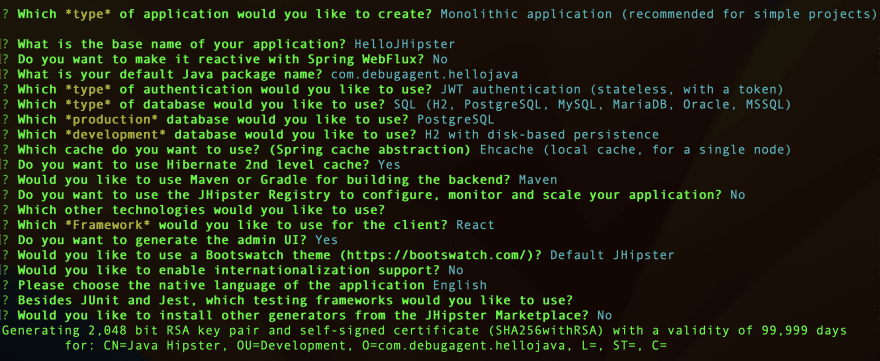 ? Which *type* of application would you like to create? Monolithic application (recommended for simple projects)
? What is the base name of your application? HelloJHipster
? Do you want to make it reactive with Spring WebFlux? No
? What is your default Java package name? com.debugagent.hellojava
? Which *type* of authentication would you like to use? JWT authentication (stateless, with a token)
? Which *type* of database would you like to use? SQL (H2, PostgreSQL, MySQL, MariaDB, Oracle, MSSQL)
? Which *production* database would you like to use? PostgreSQL
? Which *development* database would you like to use? H2 with disk-based persistence
? Which cache do you want to use? (Spring cache abstraction) Ehcache (local cache, for a single node)
? Do you want to use Hibernate 2nd level cache? Yes
? Would you like to use Maven or Gradle for building the backend? Maven
? Do you want to use the JHipster Registry to configure, monitor and scale your application? No
? Which other technologies would you like to use?
? Which *Framework* would you like to use for the client? React
? Do you want to generate the admin UI? Yes
? Would you like to use a Bootswatch theme (https://bootswatch.com/)? Default JHipster
? Would you like to enable internationalization support? No
? Please choose the native language of the application English
? Besides JUnit and Jest, which testing frameworks would you like to use?
? Would you like to install other generators from the JHipster Marketplace? No
Generating 2,048 bit RSA key pair and self-signed certificate (SHA256withRSA) with a validity of 99,999 days
for: CN=Java Hipster, OU=Development, O=com.debugagent.hellojava, L=, ST=, C=